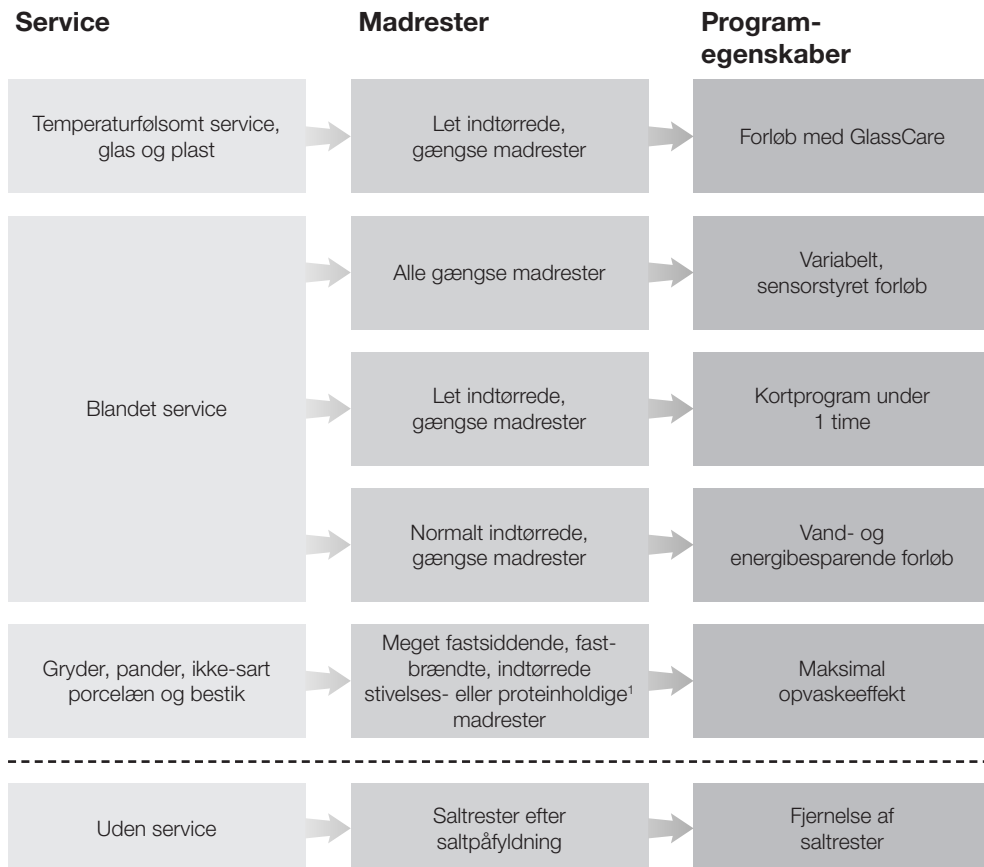 Service
Madrester
Program-
egenskaber
Temperaturfølsomt service,
glas og plast
Let indtørrede,
gængse madrester
Forløb med GlassCare
Blandet service
Alle gængse madrester
Variabelt,
sensorstyret forløb
Let indtørrede,
gængse madrester
Kortprogram under
1 time
Normalt indtørrede,
gængse madrester
Vand- og
energibesparende forløb
Gryder, pander, ikke-sart
porcelæn og bestik
Meget fastsiddende, fast-
brændte, indtørrede
stivelses- eller proteinholdige¹
madrester
Maksimal
opvaskeeffekt
Uden service
Saltrester efter
saltpåfyldning
Fjernelse af
saltrester